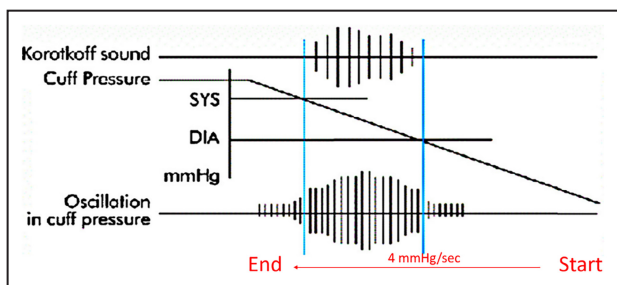 Korotkoff sound
Cuff Pressure
SYS
DIA
mmHg
Oscillation
in cuff pressure
4 mmHg/sec
End
Start